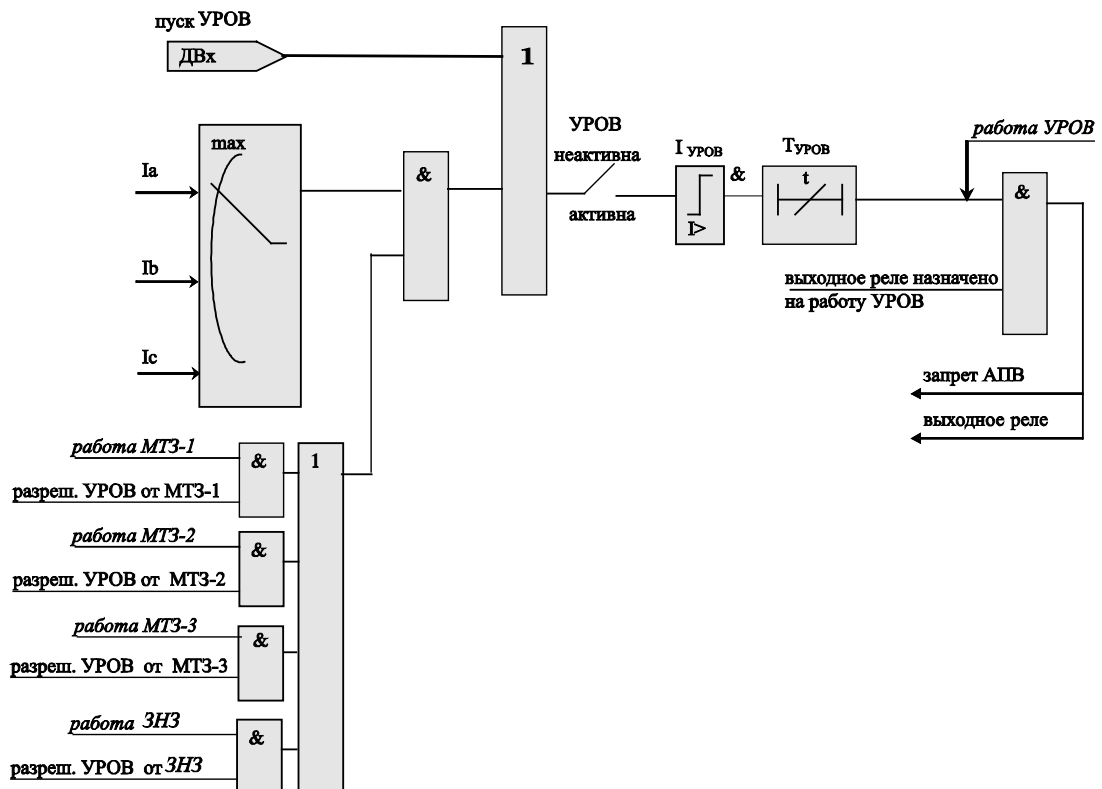 пуск УРОВ
ДВх
1
max
Ia
Ib
Ic
&
УРОВ
неактивна
активна
I УРОВ
I>
&
TУРОВ
t
работа УРОВ
&
выходное реле назначено
на работу УРОВ
запрет АПВ
выходное реле
работа МТЗ-1
разреш. УРОВ от МТЗ-1
&
1
работа МТЗ-2
разреш. УРОВ от МТЗ-2
&
работа МТЗ-3
разреш. УРОВ от МТЗ-3
&
работа ЗНЗ
разреш. УРОВ от ЗНЗ
&